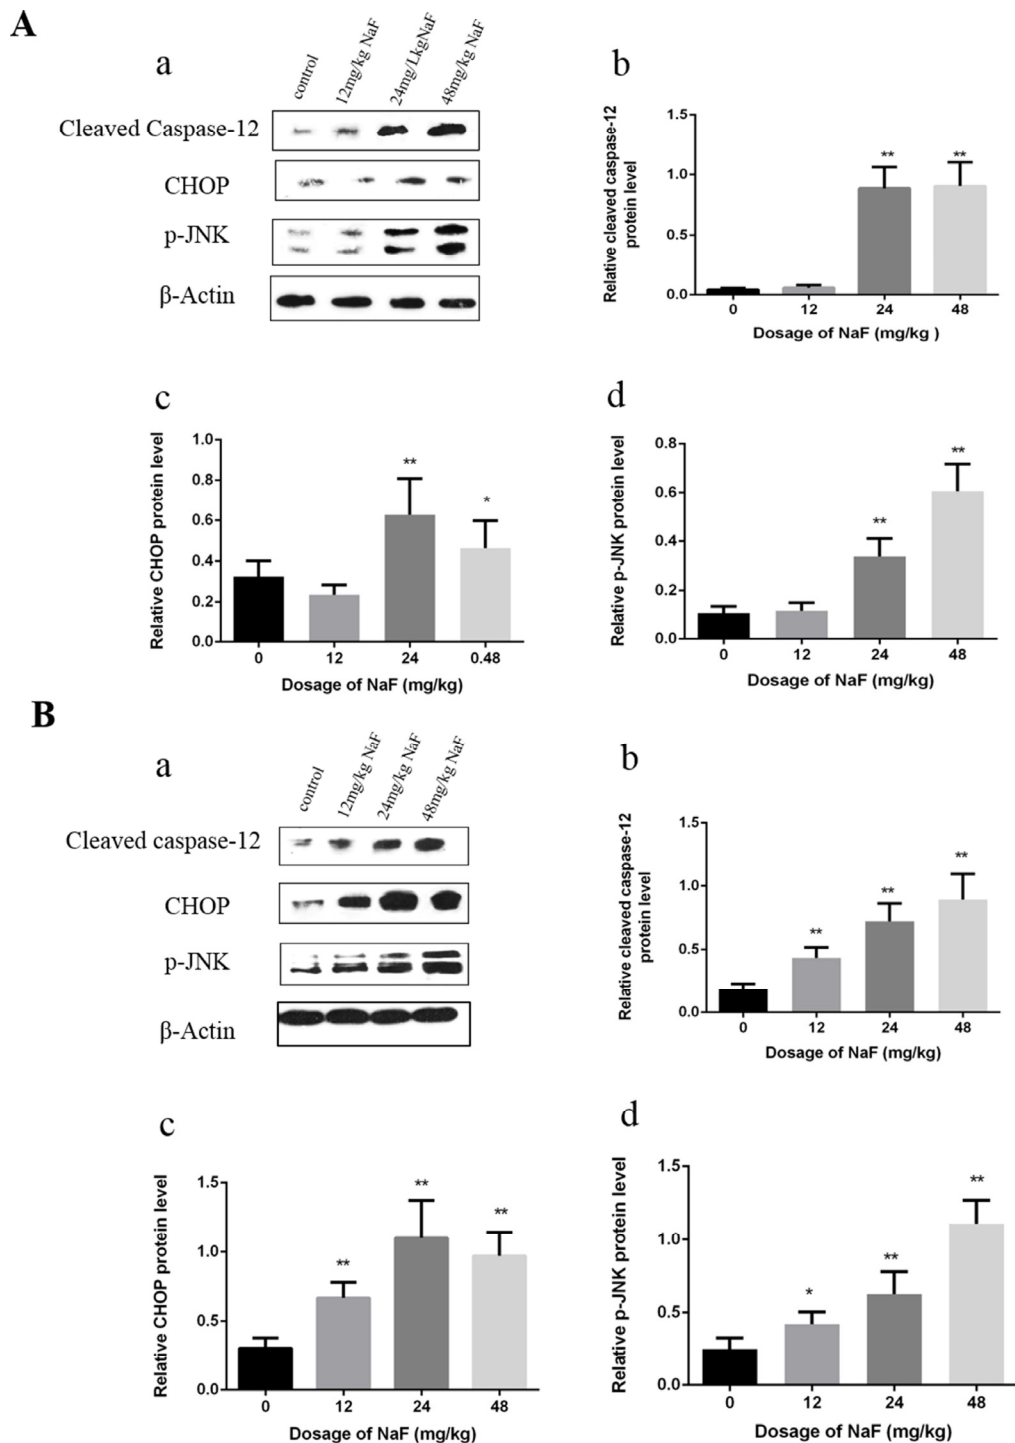 A
a
control
12mg/kg NaF
24mg/LkgNaF
48mg/kg NaF
Cleaved Caspase-12
CHOP
p-JNK
β-Actin
b
Relative cleaved caspase-12
protein level
1.5
1.0
0.5
0.0
**
**
0
12
24
48
Dosage of NaF (mg/kg )
c
Relative CHOP protein level
1.0
0.8
0.6
0.4
0.2
0.0
**
*
0
12
24
0.48
Dosage of NaF (mg/kg)
d
Relative p-JNK protein level
0.8
0.6
0.4
0.2
0.0
**
**
0
12
24
48
Dosage of NaF (mg/kg)
B
a
control
12mg/kg NaF
24mg/kg NaF
48mg/kg NaF
Cleaved caspase-12
CHOP
p-JNK
β-Actin
b
Relative cleaved caspase-12
protein level
1.5
1.0
0.5
0.0
**
**
**
0
12
24
48
Dosage of NaF (mg/kg)
c
Relative CHOP protein level
1.5
1.0
0.5
0.0
**
**
**
0
12
24
48
Dosage of NaF (mg/kg)
d
Relative p-JNK protein level
1.5
1.0
0.5
0.0
*
**
**
0
12
24
48
Dosage of NaF (mg/kg)